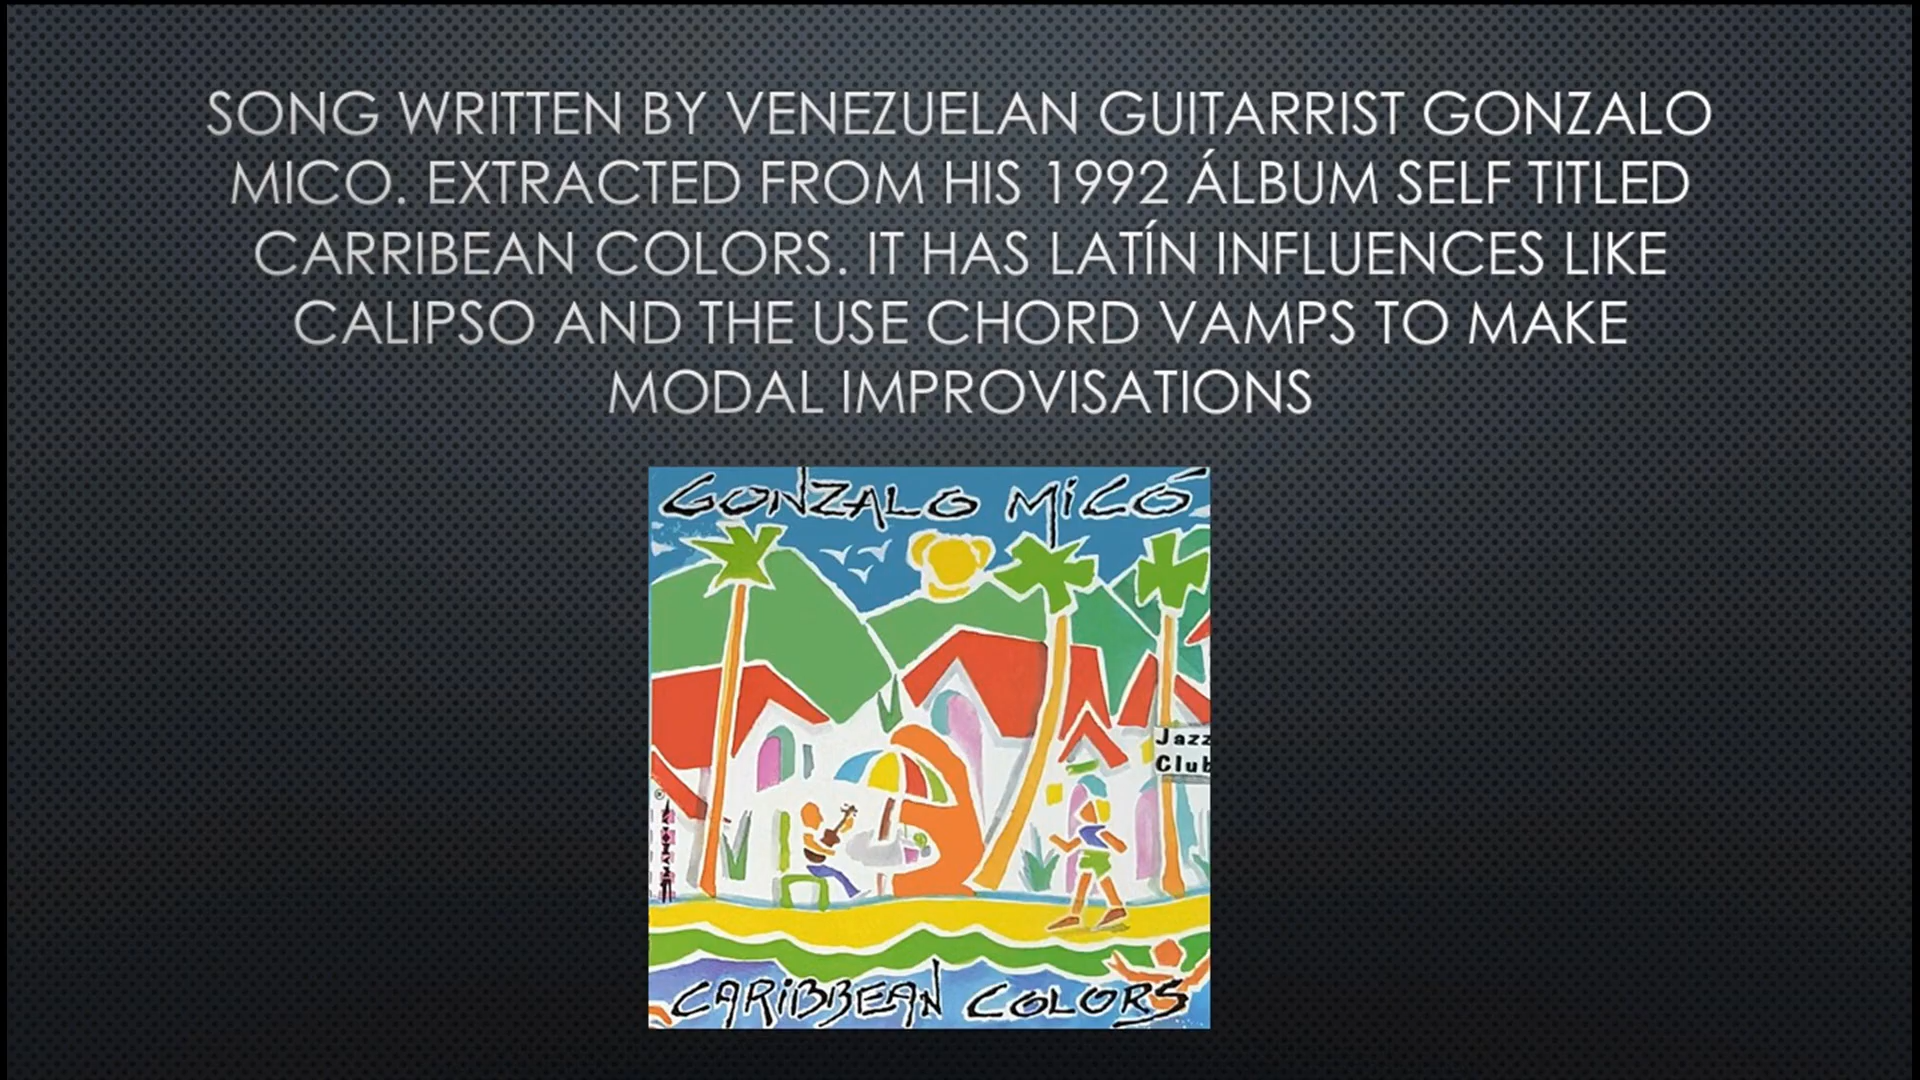 SONG WRITTEN BY VENEZUELAN GUITARRIST GONZALO
MICO. EXTRACTED FROM HIS 1992 ÁLBUM SELF TITLED
CARRIBEAN COLORS. IT HAS LATÍN INFLUENCES LIKE
CALIPSO AND THE USE CHORD VAMPS TO MAKE
MODAL IMPROVISATIONS
GONZALO MICÓ
Jazz
Club
CARIBBEAN COLORS